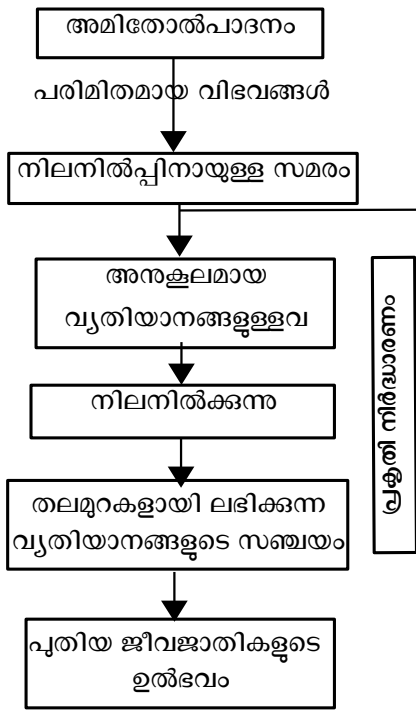 അമിതോൽപാദനം
പരിമിതമായ വിഭവങ്ങൾ
നിലനിൽപ്പിനായുള്ള സമരം
അനുകൂലമായ
വ്യതിയാനങ്ങളുള്ളവ
നിലനിൽക്കുന്നു
തലമുറകളായി ലഭിക്കുന്ന
വ്യതിയാനങ്ങളുടെ സഞ്ചയം
പുതിയ ജീവജാതികളുടെ
ഉൽഭവം
പ്രകൃതി നിർദ്ധാരണം